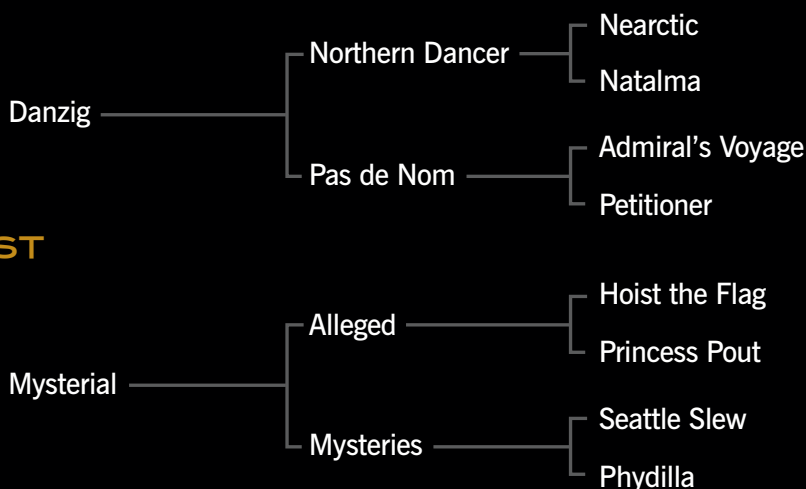 Nearctic
Northern Dancer
Natalma
Danzig
Admiral's Voyage
Pas de Nom
Petitioner
ST
Hoist the Flag
Alleged
Princess Pout
Mysterial
Seattle Slew
Mysteries
Phydilla